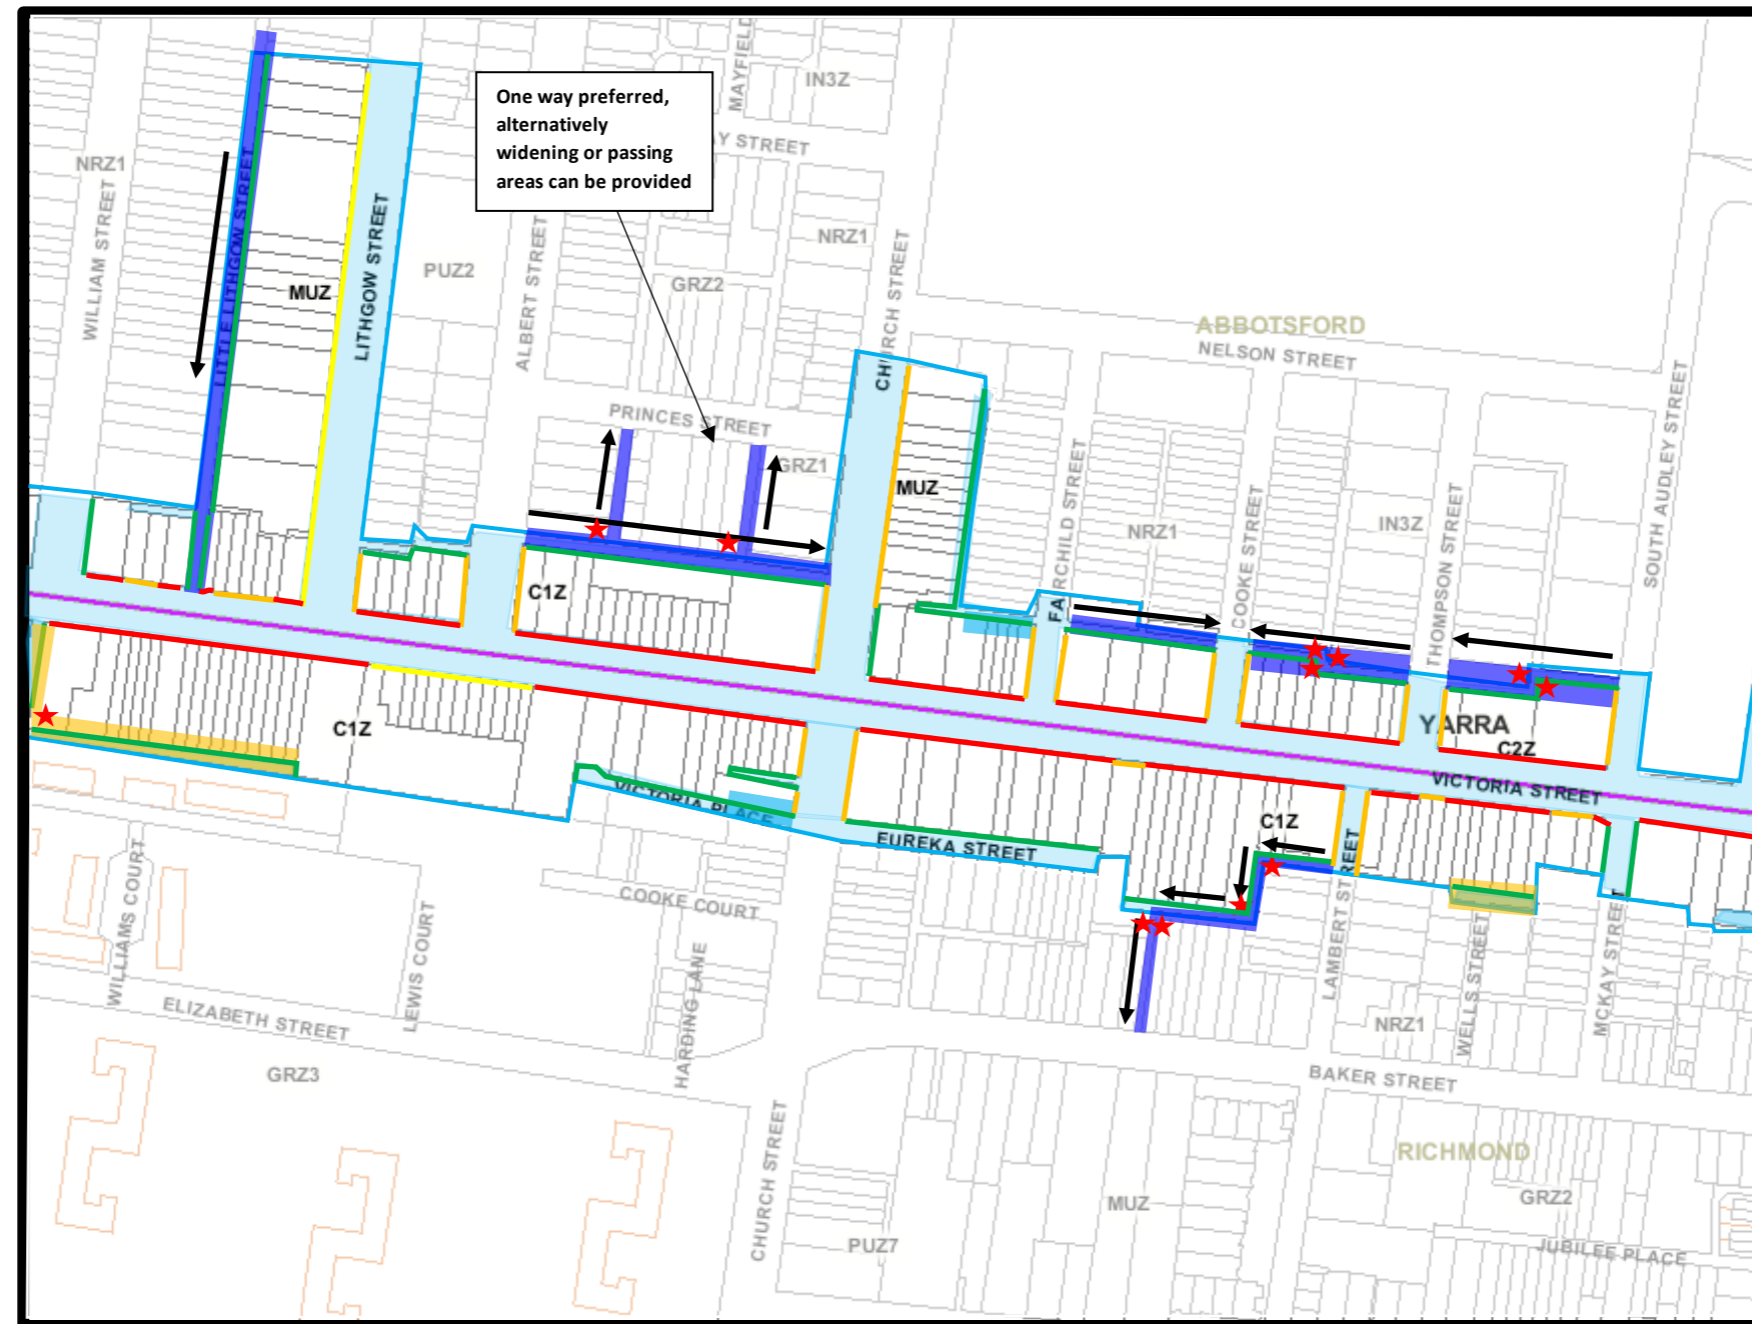 MAYFIELD
IN3Z
One way preferred,
alternatively
widening or passing
areas can be provided
Y STREET
NRZ1
WILLIAM STREET
LITTLE LITHGOW STREET
MUZ
LITHGOW STREET
PUZ2
ALBERT STREET
NRZ1
GRZ2
CHURCH STREET
ABBOTSFORD
NELSON STREET
PRINCES STREET
GRZ1
MUZ
FAIRCHILD STREET
NRZ1
COOKE STREET
IN3Z
THOMPSON STREET
SOUTH AUDLEY STREET
C1Z
YARRA
C2Z
C1Z
VICTORIA STREET
VICTORIA PLACE
C1Z
EUREKA STREET
LAMBERT STREET
COOKE COURT
WILLIAMS COURT
LEWIS COURT
HARDING LANE
WELLS STREET
MCKAY STREET
ELIZABETH STREET
NRZ1
GRZ3
BAKER STREET
CHURCH STREET
RICHMOND
MUZ
GRZ2
PUZ7
JUBILEE PLACE